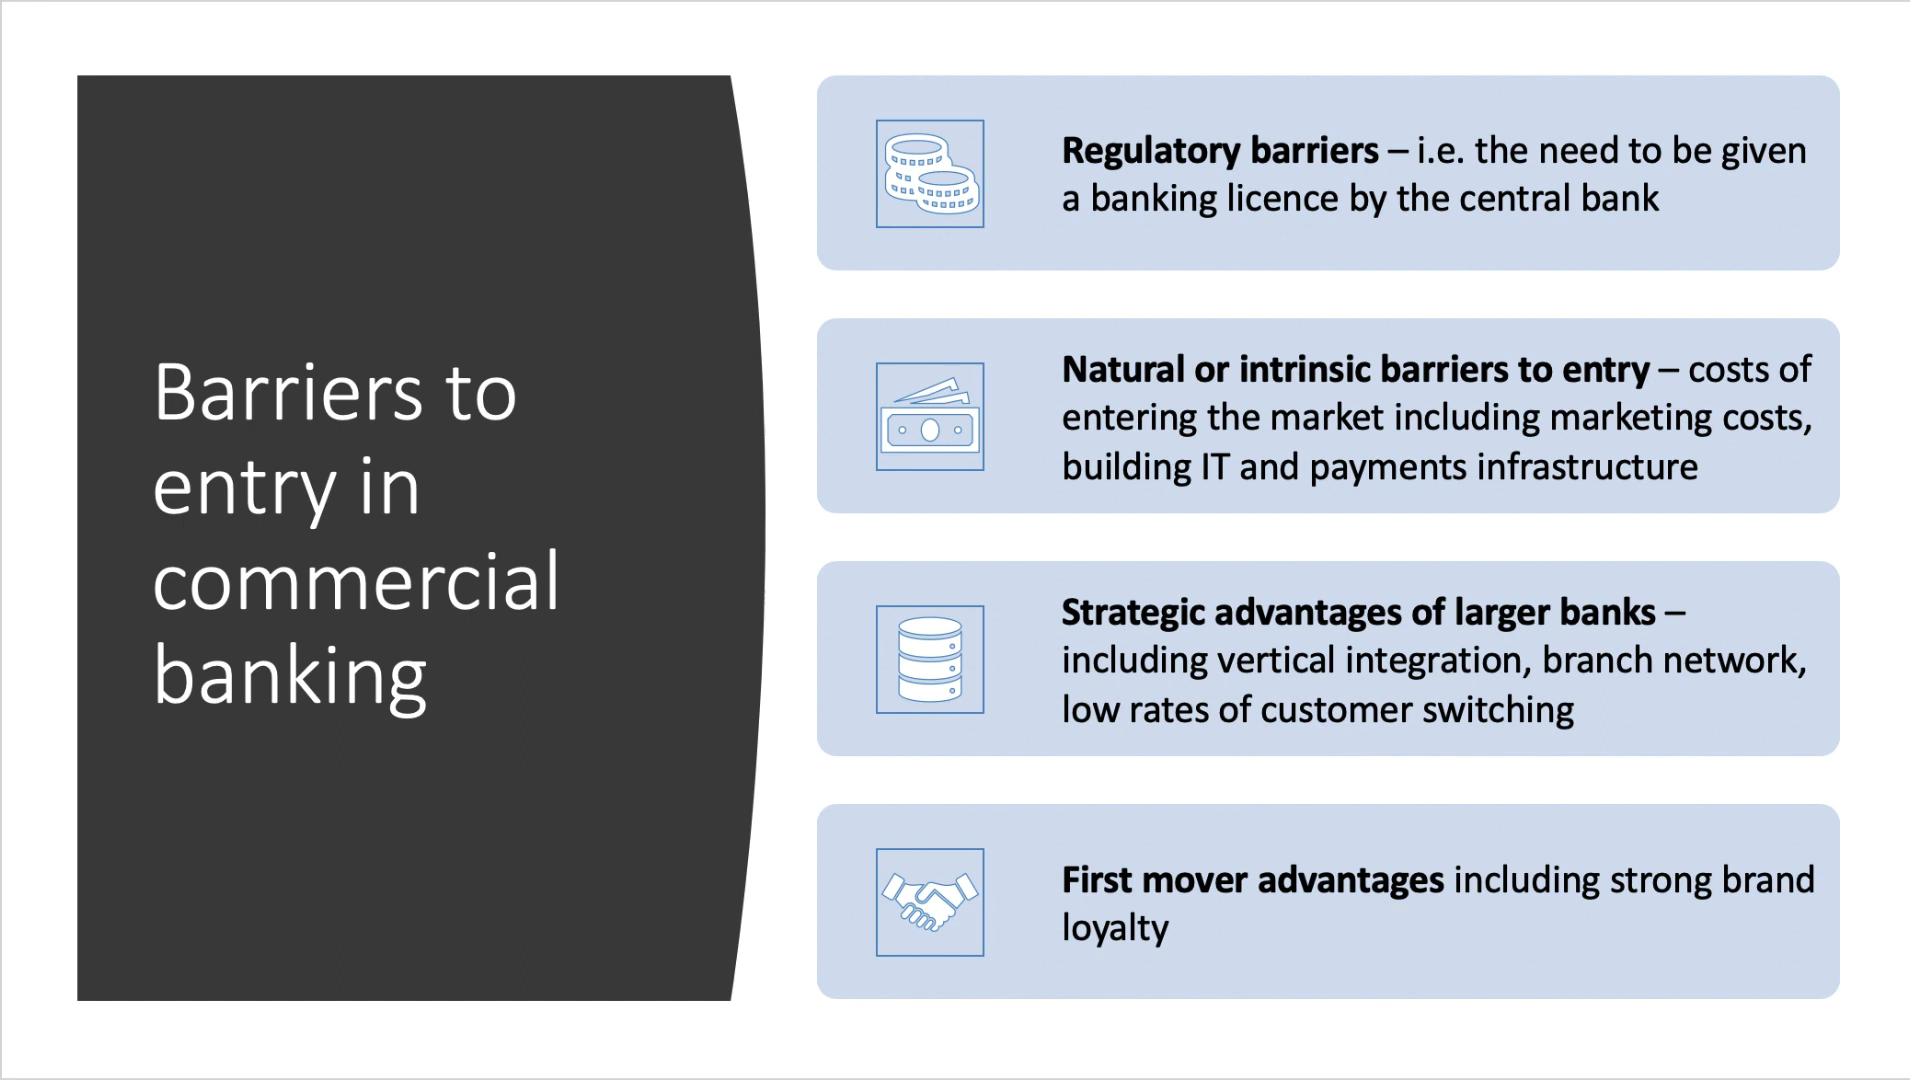 Barriers to
entry in
commercial
banking
Regulatory barriers – i.e. the need to be given
a banking licence by the central bank
Natural or intrinsic barriers to entry – costs of
entering the market including marketing costs,
building IT and payments infrastructure
Strategic advantages of larger banks –
including vertical integration, branch network,
low rates of customer switching
First mover advantages including strong brand
loyalty